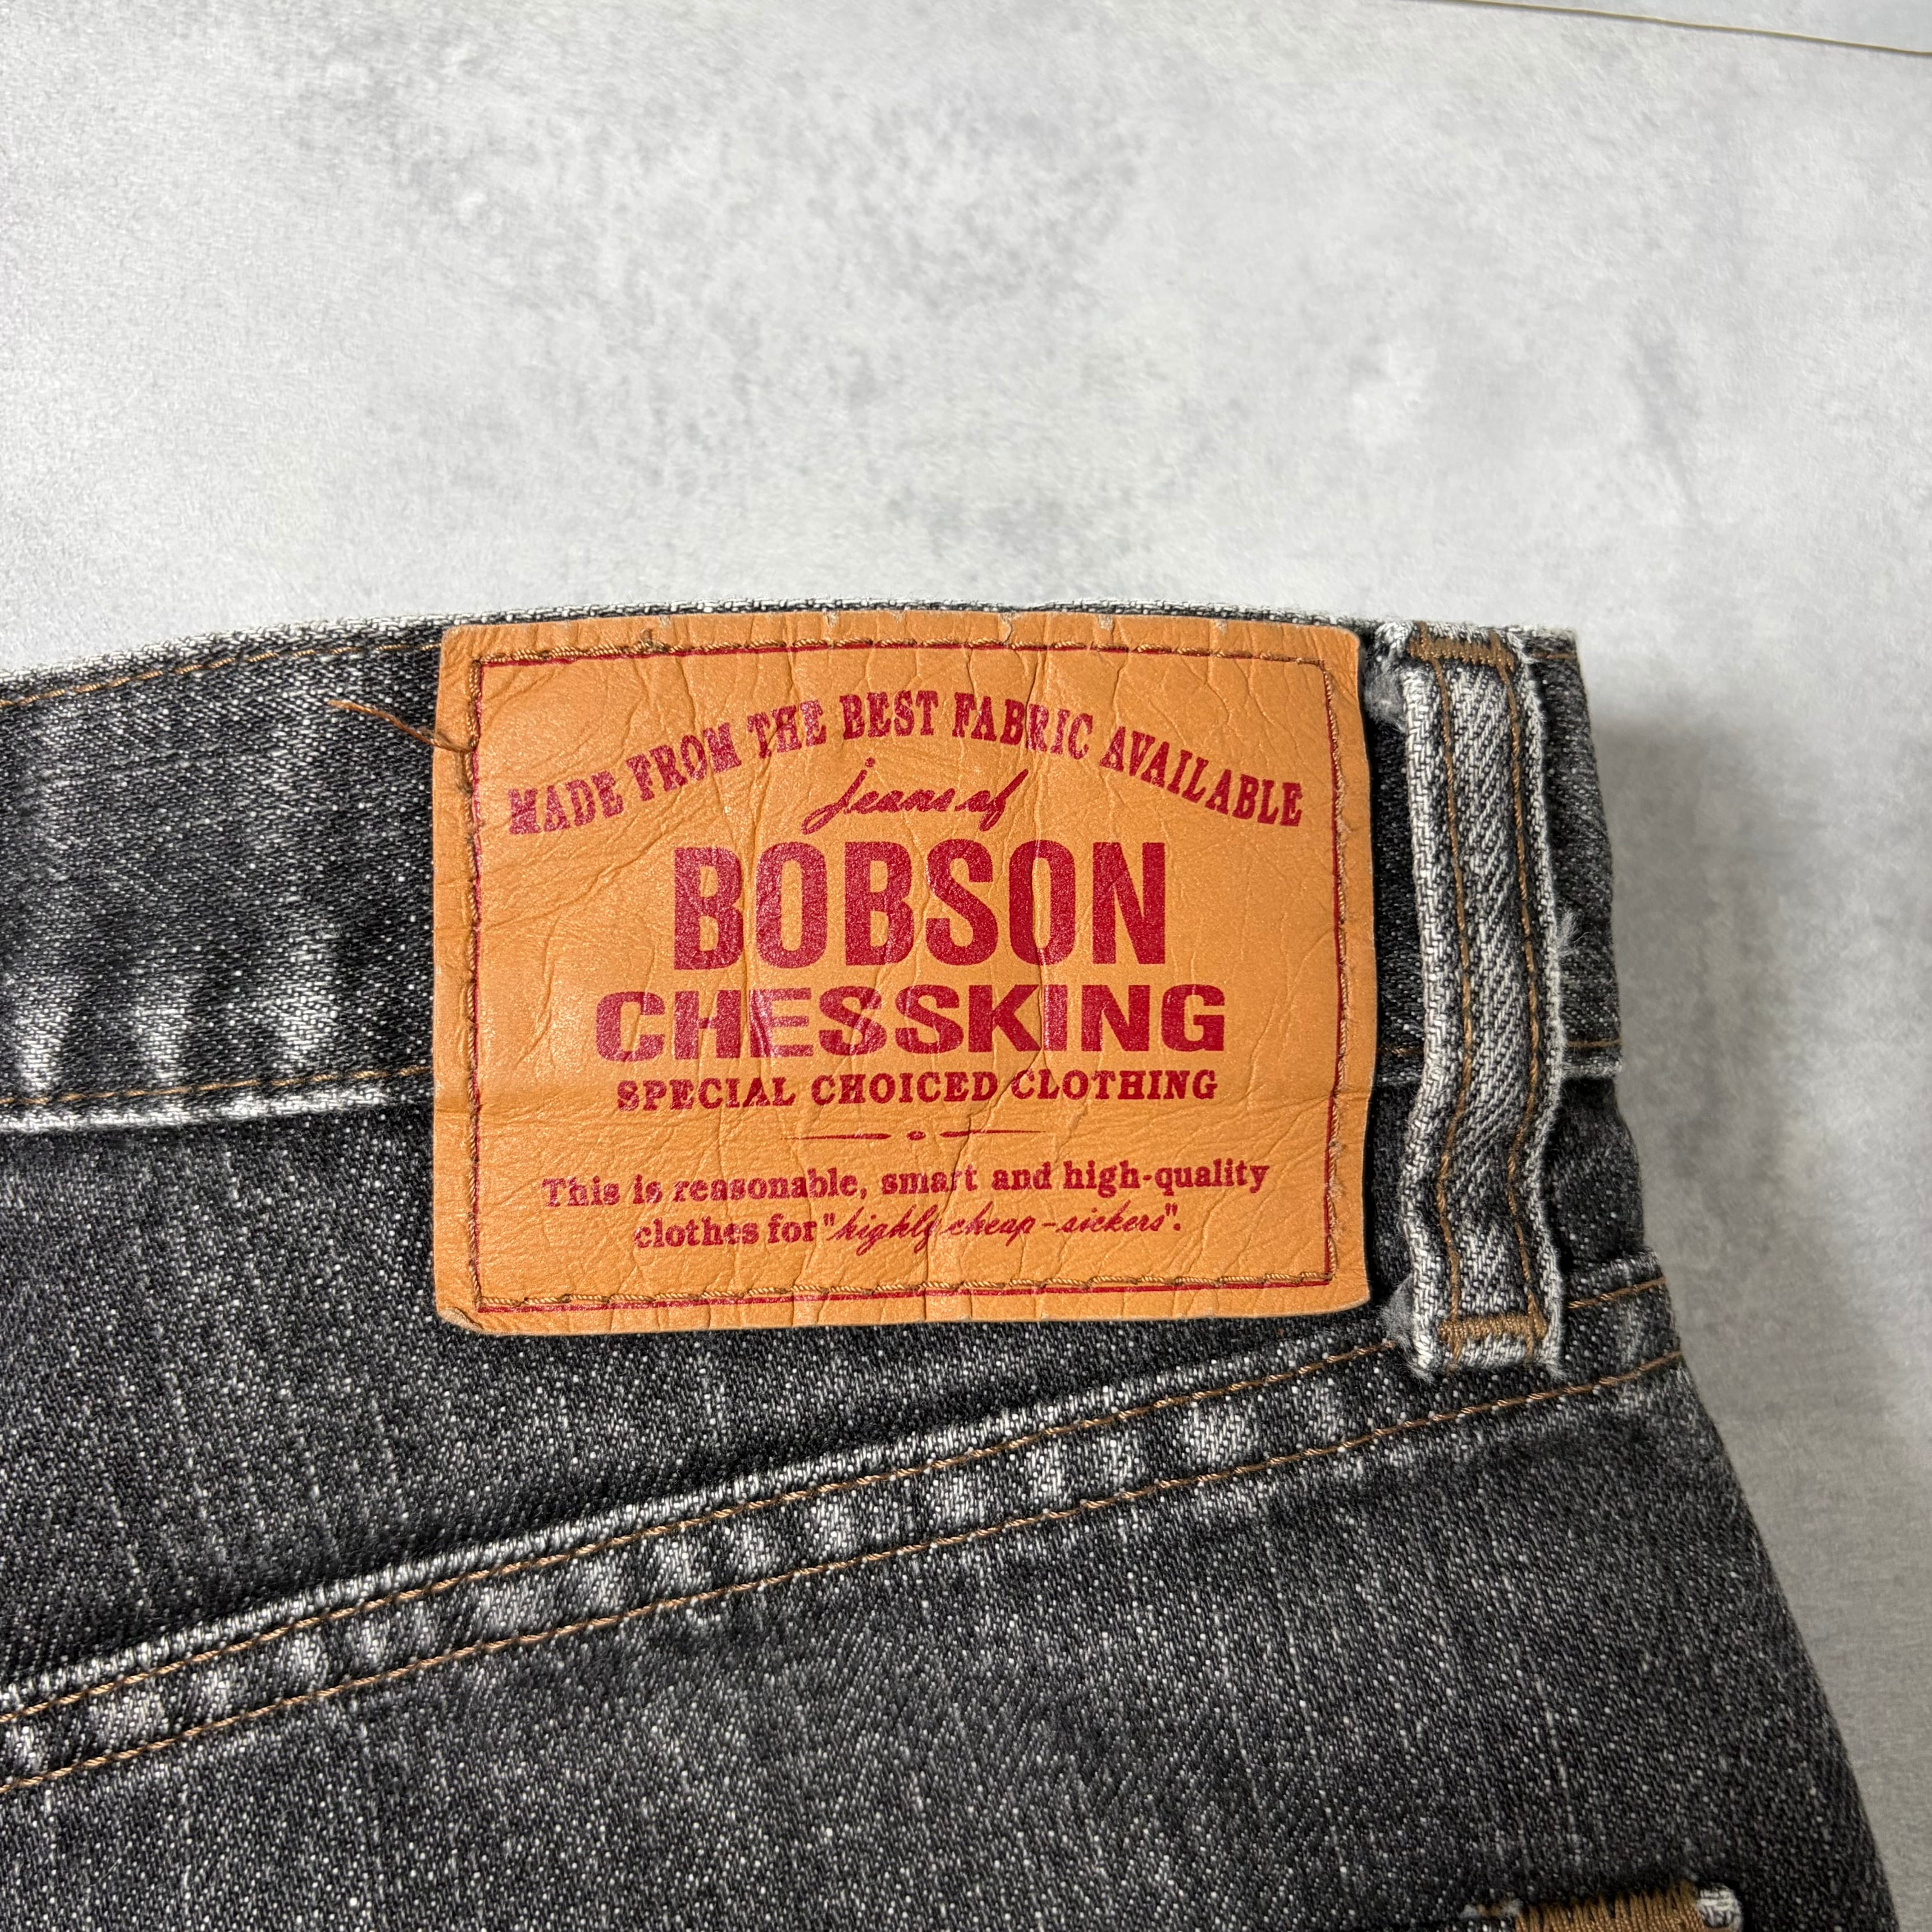 MADE FROM THE BEST FABRIC AVAILABLE
jeans of
BOBSON
CHESSKING
SPECIAL CHOICED CLOTHING
This is reasonable, smart and high-quality
clothes for "highly cheap-sickers".